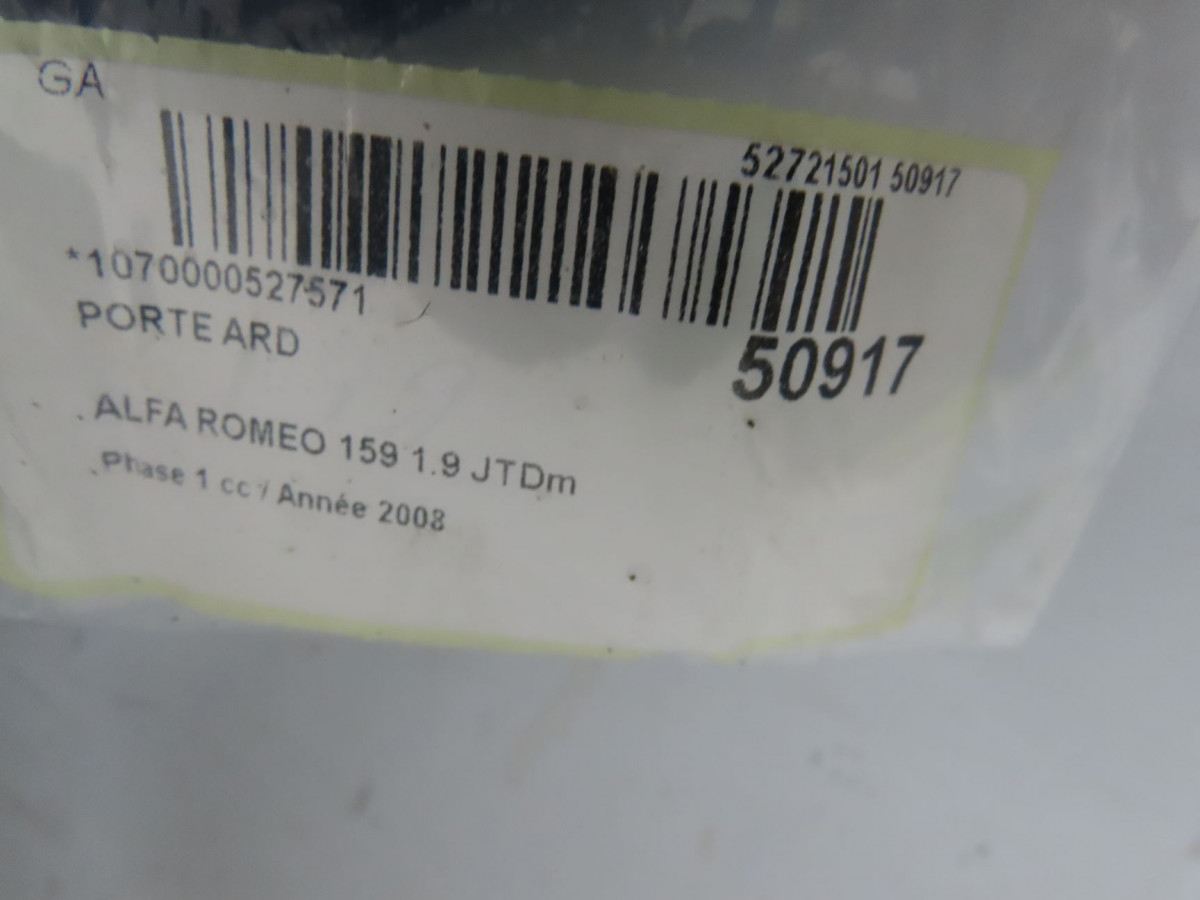 GA
52721501 50917
*1070000527571
50917
PORTE ARD
ALFA ROMEO 159 1.9 JTDm
Phase 1 cc / Année 2008